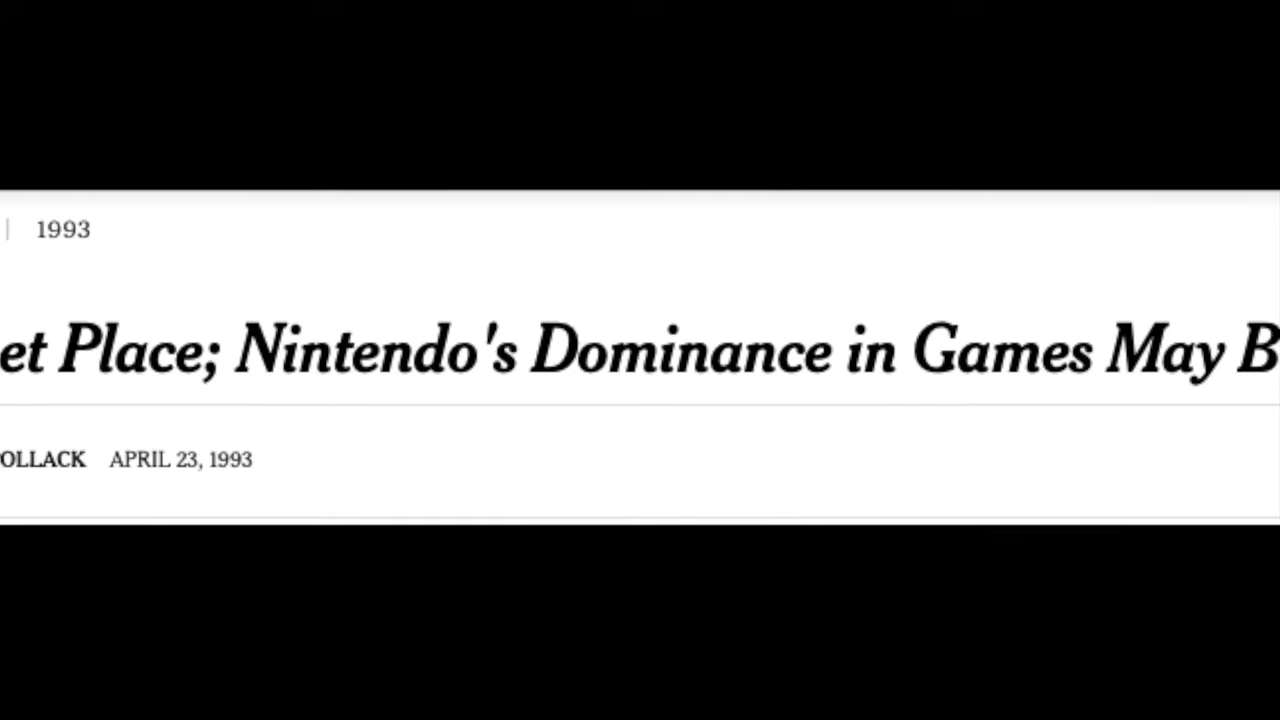 1993
et Place; Nintendo's Dominance in Games May B
OLLACK APRIL 23, 1993